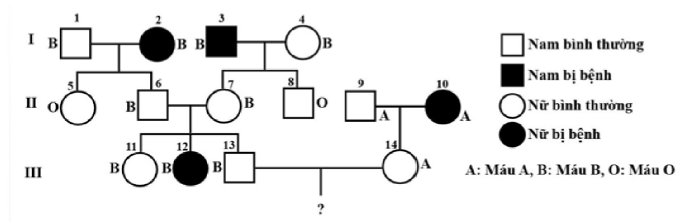 1 2 3 4
I B B B B
Nam bình thường
5 6 7 8 9 10
Nam bị bệnh
II O B B O A A
Nữ bình thường
11 12 13 14
Nữ bị bệnh
III B B B A
A: Máu A, B: Máu B, O: Máu O
?